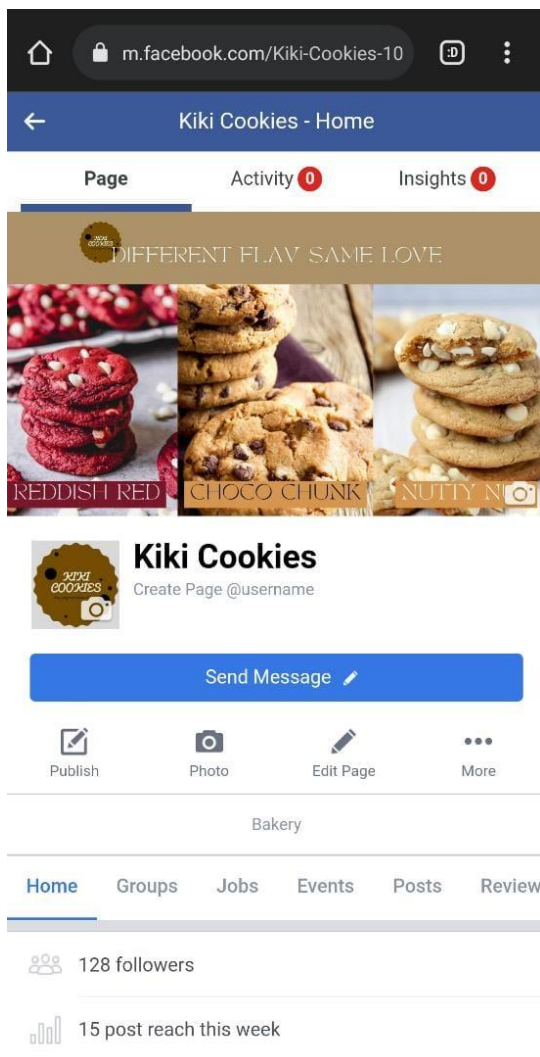 m.facebook.com/Kiki-Cookies-10
:D
Kiki Cookies - Home
Page
Activity 0
Insights 0
KIKI
COOKIES
DIFFERENT FLAV SAME LOVE
REDDISH RED
CHOCO CHUNK
NUTTY
KIKI
COOKIES
Kiki Cookies
Create Page @username
Send Message
Publish
Photo
Edit Page
More
Bakery
Home
Groups
Jobs
Events
Posts
Review
128 followers
15 post reach this week